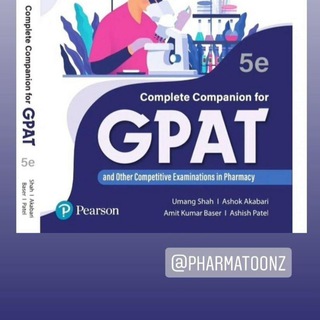 Complete Companion for
GPAT
5e
Shah | Akabari
Baser | Patel
5e
Complete Companion for
GPAT
and Other Competitive Examinations in Pharmacy
Umang Shah | Ashok Akabari
Amit Kumar Baser | Ashish Patel
Pearson
@PHARMATOONZ